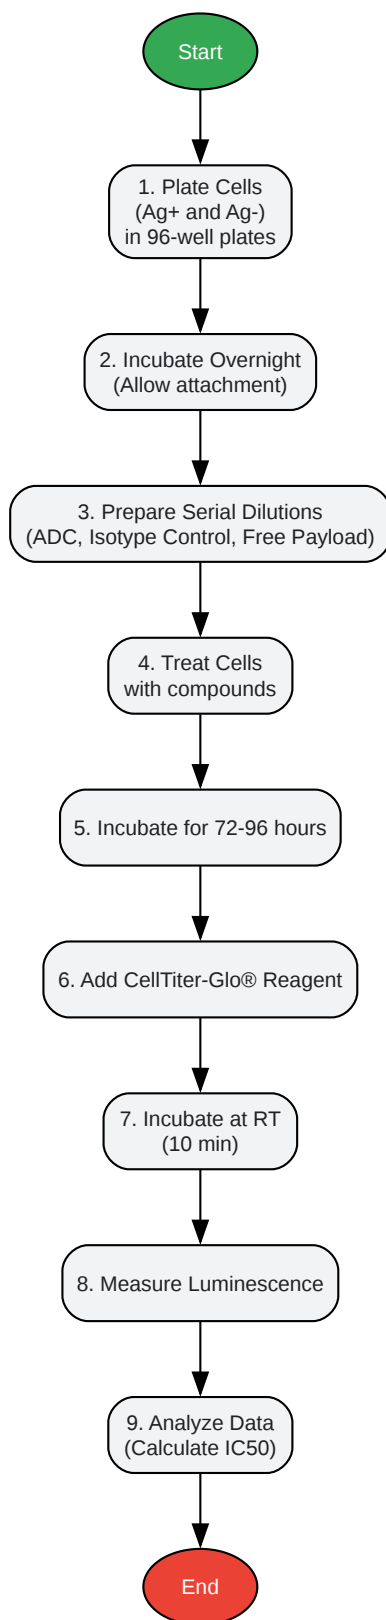 Start
1. Plate Cells
(Ag+ and Ag-)
in 96-well plates
2. Incubate Overnight
(Allow attachment)
3. Prepare Serial Dilutions
(ADC, Isotype Control, Free Payload)
4. Treat Cells
with compounds
5. Incubate for 72-96 hours
6. Add CellTiter-Glo® Reagent
7. Incubate at RT
(10 min)
8. Measure Luminescence
9. Analyze Data
(Calculate IC50)
End